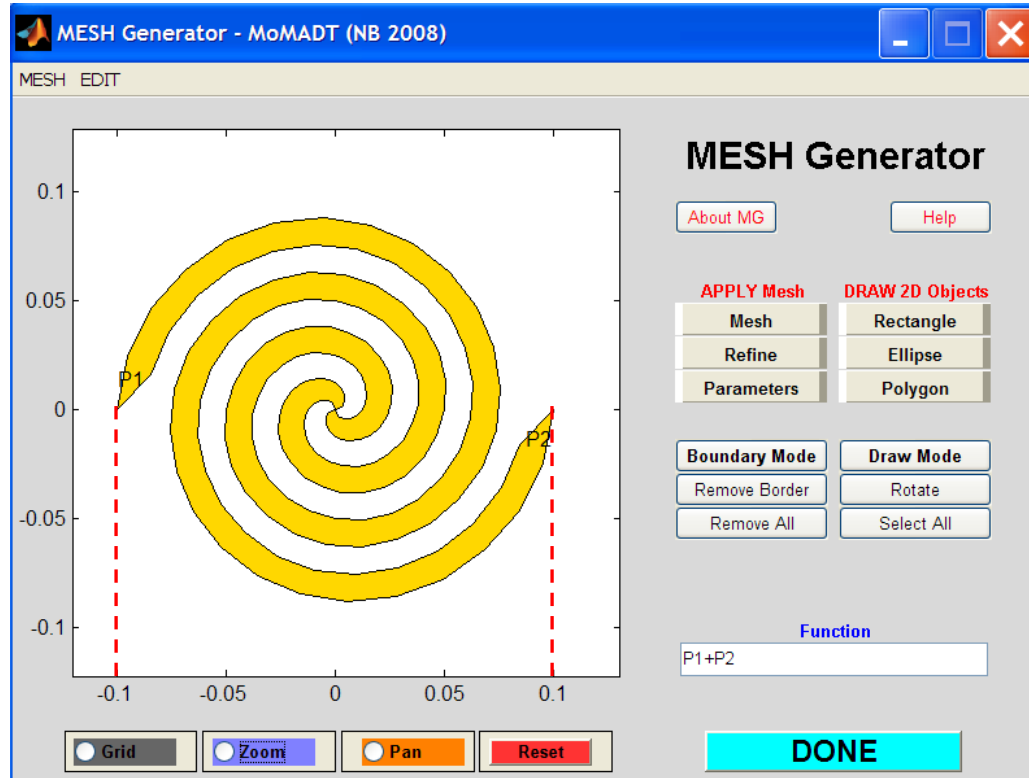 MESH Generator - MoMADT (NB 2008)
MESH EDIT
MESH Generator
About MG Help
APPLY Mesh DRAW 2D Objects
Mesh Rectangle
Refine Ellipse
Parameters Polygon
Boundary Mode Draw Mode
Remove Border Rotate
Remove All Select All
Function
P1+P2
0.1
0.05
0
-0.05
-0.1
P1
P2
-0.1 -0.05 0 0.05 0.1
Grid Zoom Pan Reset
DONE